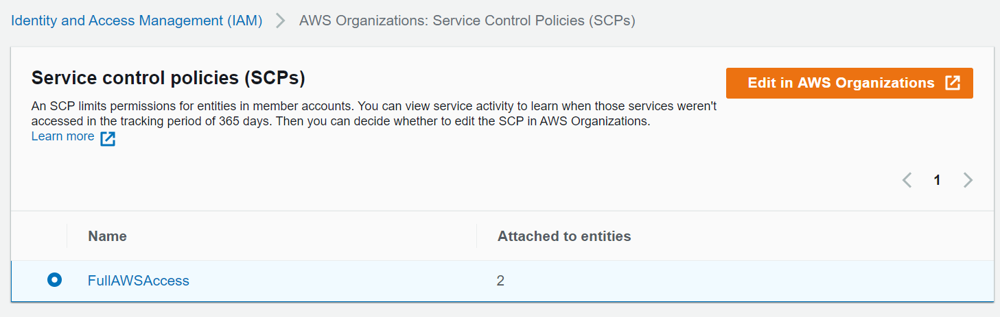 Identity and Access Management (IAM) > AWS Organizations: Service Control Policies (SCPs)
Service control policies (SCPs)
Edit in AWS Organizations
An SCP limits permissions for entities in member accounts. You can view service activity to learn when those services weren't
accessed in the tracking period of 365 days. Then you can decide whether to edit the SCP in AWS Organizations.
Learn more
1
Name Attached to entities
FullAWSAccess 2